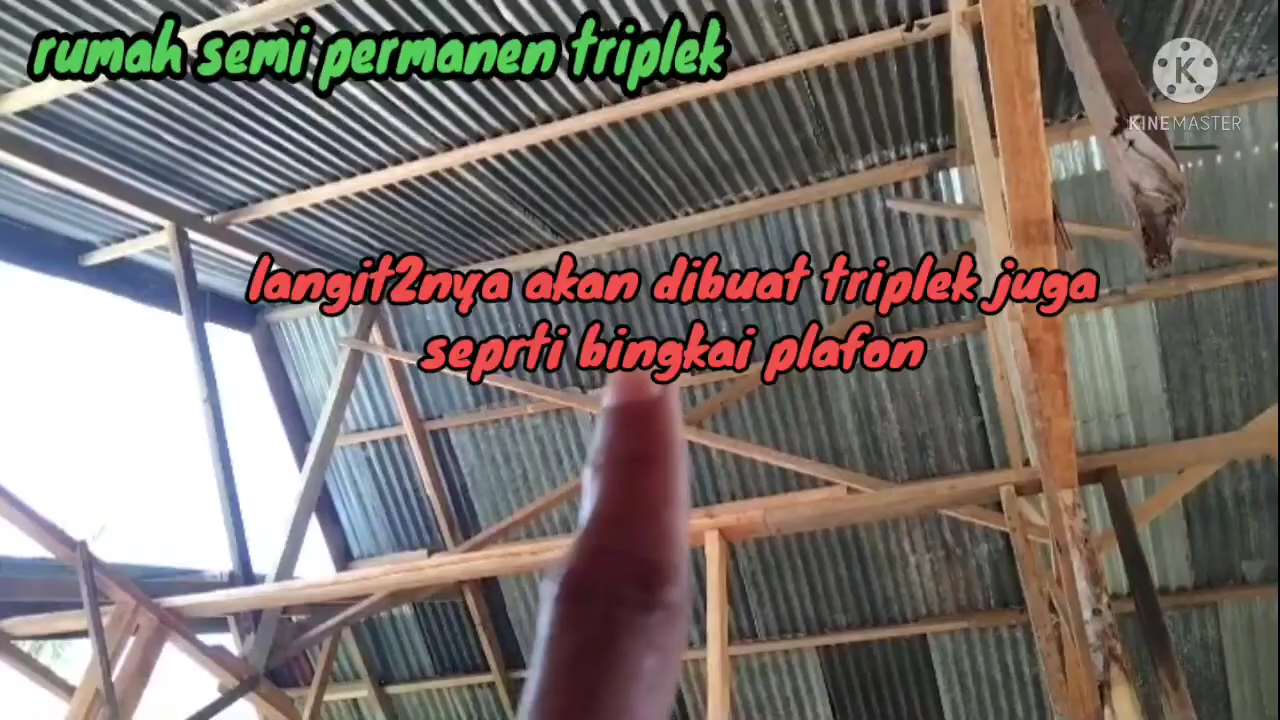 rumah semi permanen triplek
K
KINEMASTER
langit2nya akan dibuat triplek juga
seprti bingkai plafon